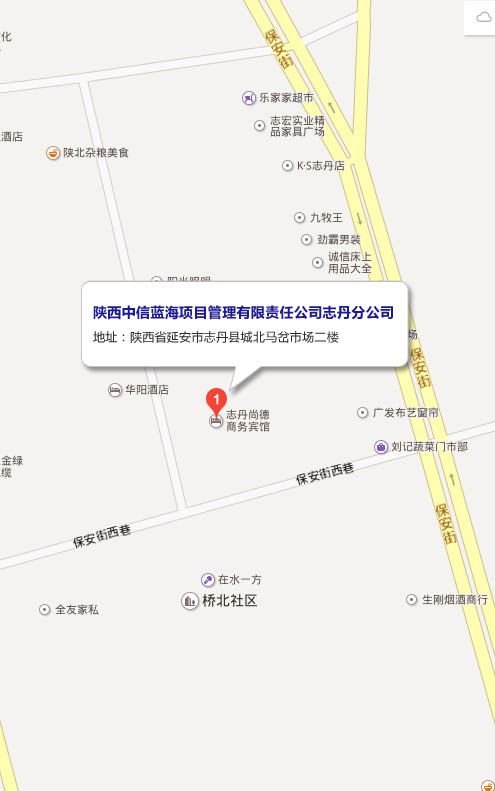 化
保安街
乐家家超市
志宏实业精
品家具广场
酒店
陕北杂粮美食
K·S志丹店
九牧王
劲霸男装
诚信床上
用品大全
陕西中信蓝海项目管理有限责任公司志丹分公司
地址：陕西省延安市志丹县城北马岔市场二楼
场
保安街
华阳酒店
1
志丹尚德
商务宾馆
广发布艺窗帘
刘记蔬菜门市部
金绿
缆
保安街西巷
保安街
保安街西巷
在水一方
桥北社区
全友家私
生刚烟酒商行